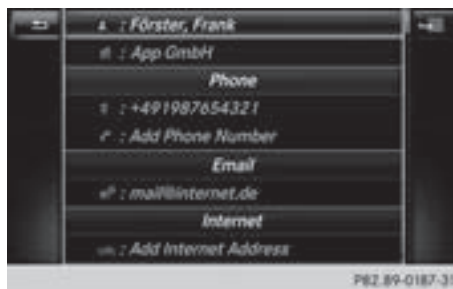 : Förster, Frank
: App GmbH
Phone
: +491987654321
: Add Phone Number
Email
: mail@internet.de
Internet
URL : Add Internet Address
P82.89-0187-31